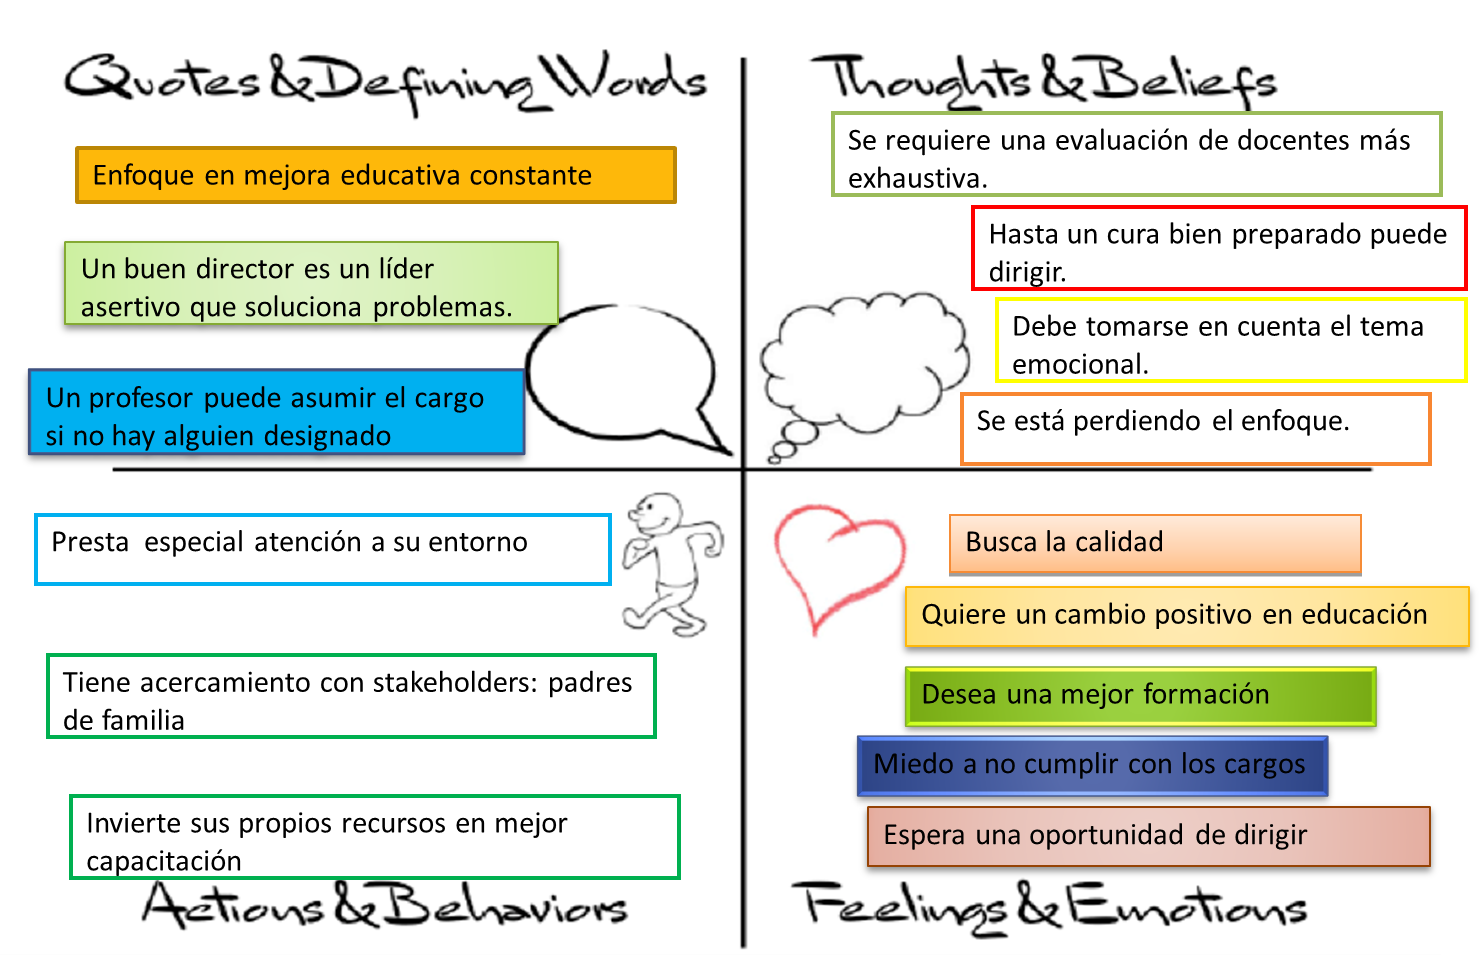 Quotes&Defining Words
Enfoque en mejora educativa constante
Un buen director es un líder
asertivo que soluciona problemas.
Un profesor puede asumir el cargo
si no hay alguien designado
Thoughts&Beliefs
Se requiere una evaluación de docentes más
exhaustiva.
Hasta un cura bien preparado puede
dirigir.
Debe tomarse en cuenta el tema
emocional.
Se está perdiendo el enfoque.
Presta especial atención a su entorno
Tiene acercamiento con stakeholders: padres
de familia
Invierte sus propios recursos en mejor
capacitación
Actions&Behaviors
Busca la calidad
Quiere un cambio positivo en educación
Desea una mejor formación
Miedo a no cumplir con los cargos
Espera una oportunidad de dirigir
Feelings&Emotions